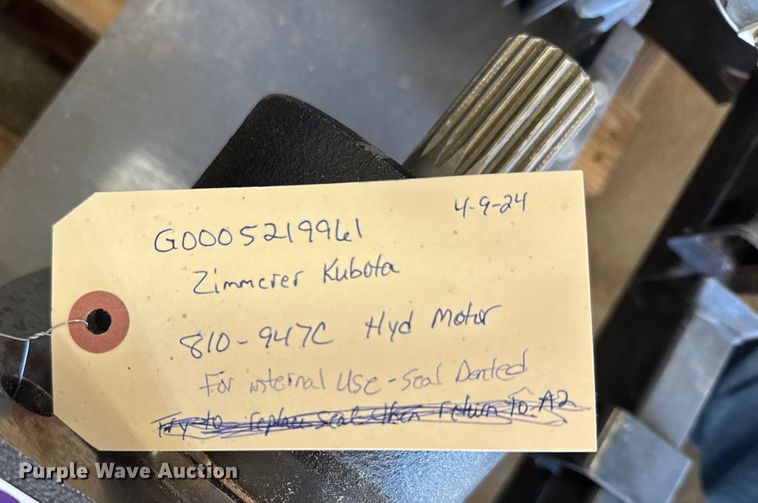 4-9-24
G0005219961
Zimmerer Kubota
810-947C Hyd Motor
For internal Use - Seal Dented
Try to replace seal then return to A2
Purple Wave Auction